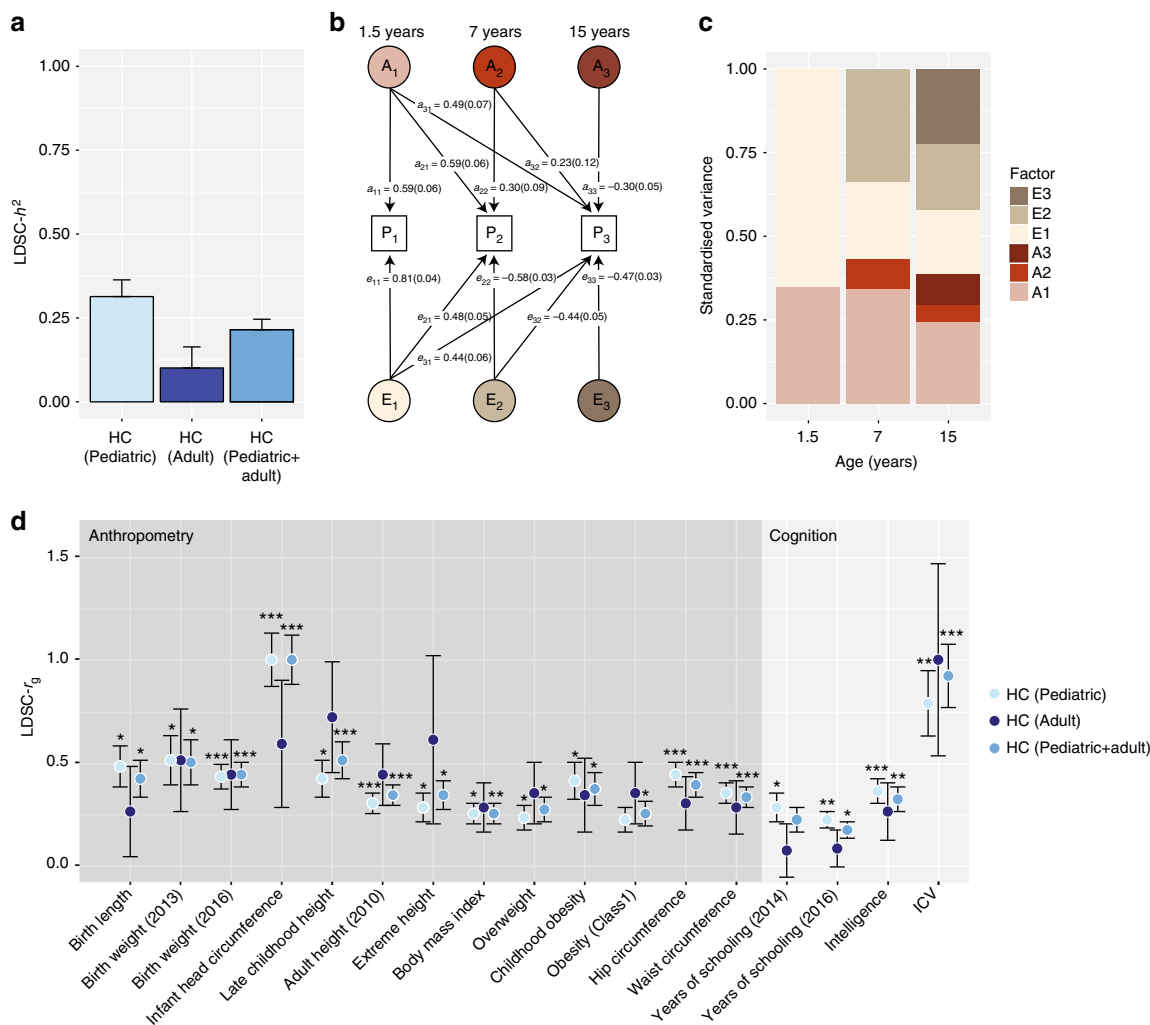 a
1.00
0.75
0.50
0.25
0.00
LDSC-h²
HC
(Pediatric)
HC
(Adult)
HC
(Pediatric+
adult)
b
1.5 years
7 years
15 years
A₁
A₂
A₃
a₃₁ = 0.49(0.07)
a₂₁ = 0.59(0.06)
a₃₂ = 0.23(0.12)
a₁₁ = 0.59(0.06)
a₂₂ = 0.30(0.09)
a₃₃ = −0.30(0.05)
P₁
P₂
P₃
e₁₁ = 0.81(0.04)
e₂₂ = −0.58(0.03)
e₃₃ = −0.47(0.03)
e₂₁ = 0.48(0.05)
e₃₂ = −0.44(0.05)
e₃₁ = 0.44(0.06)
E₁
E₂
E₃
c
1.00
0.75
0.50
0.25
0.00
Standardised variance
1.5
7
15
Age (years)
Factor
E3
E2
E1
A3
A2
A1
d
Anthropometry
Cognition
1.5
1.0
0.5
0.0
LDSC-r₉
* *
* *
*** ***
*** ***
* ***
*** ***
* *
* **
* *
* *
*
*** ***
*** ***
*
** *
*** **
** ***
Birth length
Birth weight (2013)
Birth weight (2016)
Infant head circumference
Late childhood height
Adult height (2010)
Extreme height
Body mass index
Overweight
Childhood obesity
Obesity (Class1)
Hip circumference
Waist circumference
Years of schooling (2014)
Years of schooling (2016)
Intelligence
ICV
HC (Pediatric)
HC (Adult)
HC (Pediatric+adult)